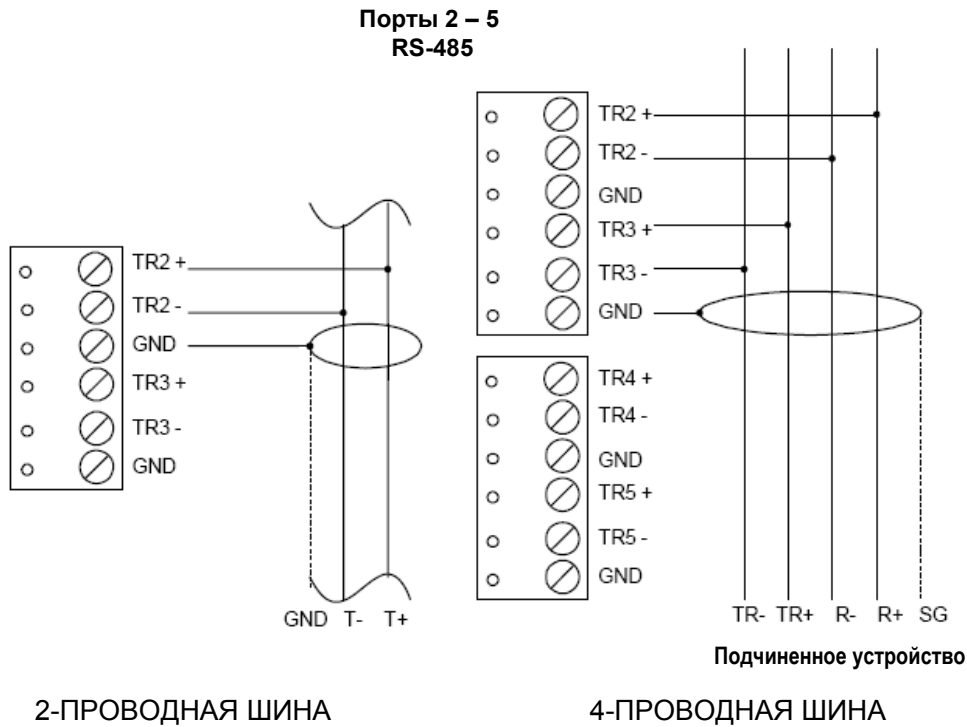 Порты 2 – 5
RS-485
TR2 +
TR2 -
GND
TR3 +
TR3 -
GND
GND T- T+
TR2 +
TR2 -
GND
TR3 +
TR3 -
GND
TR4 +
TR4 -
GND
TR5 +
TR5 -
GND
TR- TR+ R- R+ SG
Подчиненное устройство
2-ПРОВОДНАЯ ШИНА
4-ПРОВОДНАЯ ШИНА